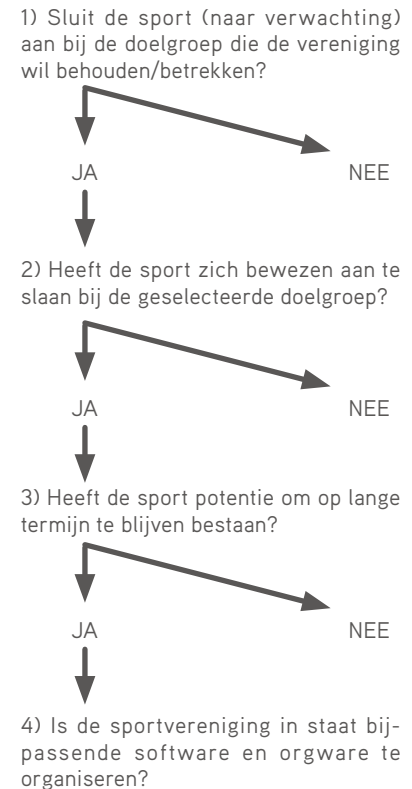 1) Sluit de sport (naar verwachting)
aan bij de doelgroep die de vereniging
wil behouden/betrekken?
JA NEE
2) Heeft de sport zich bewezen aan te
slaan bij de geselecteerde doelgroep?
JA NEE
3) Heeft de sport potentie om op lange
termijn te blijven bestaan?
JA NEE
4) Is de sportvereniging in staat bij-
passende software en orgware te
organiseren?